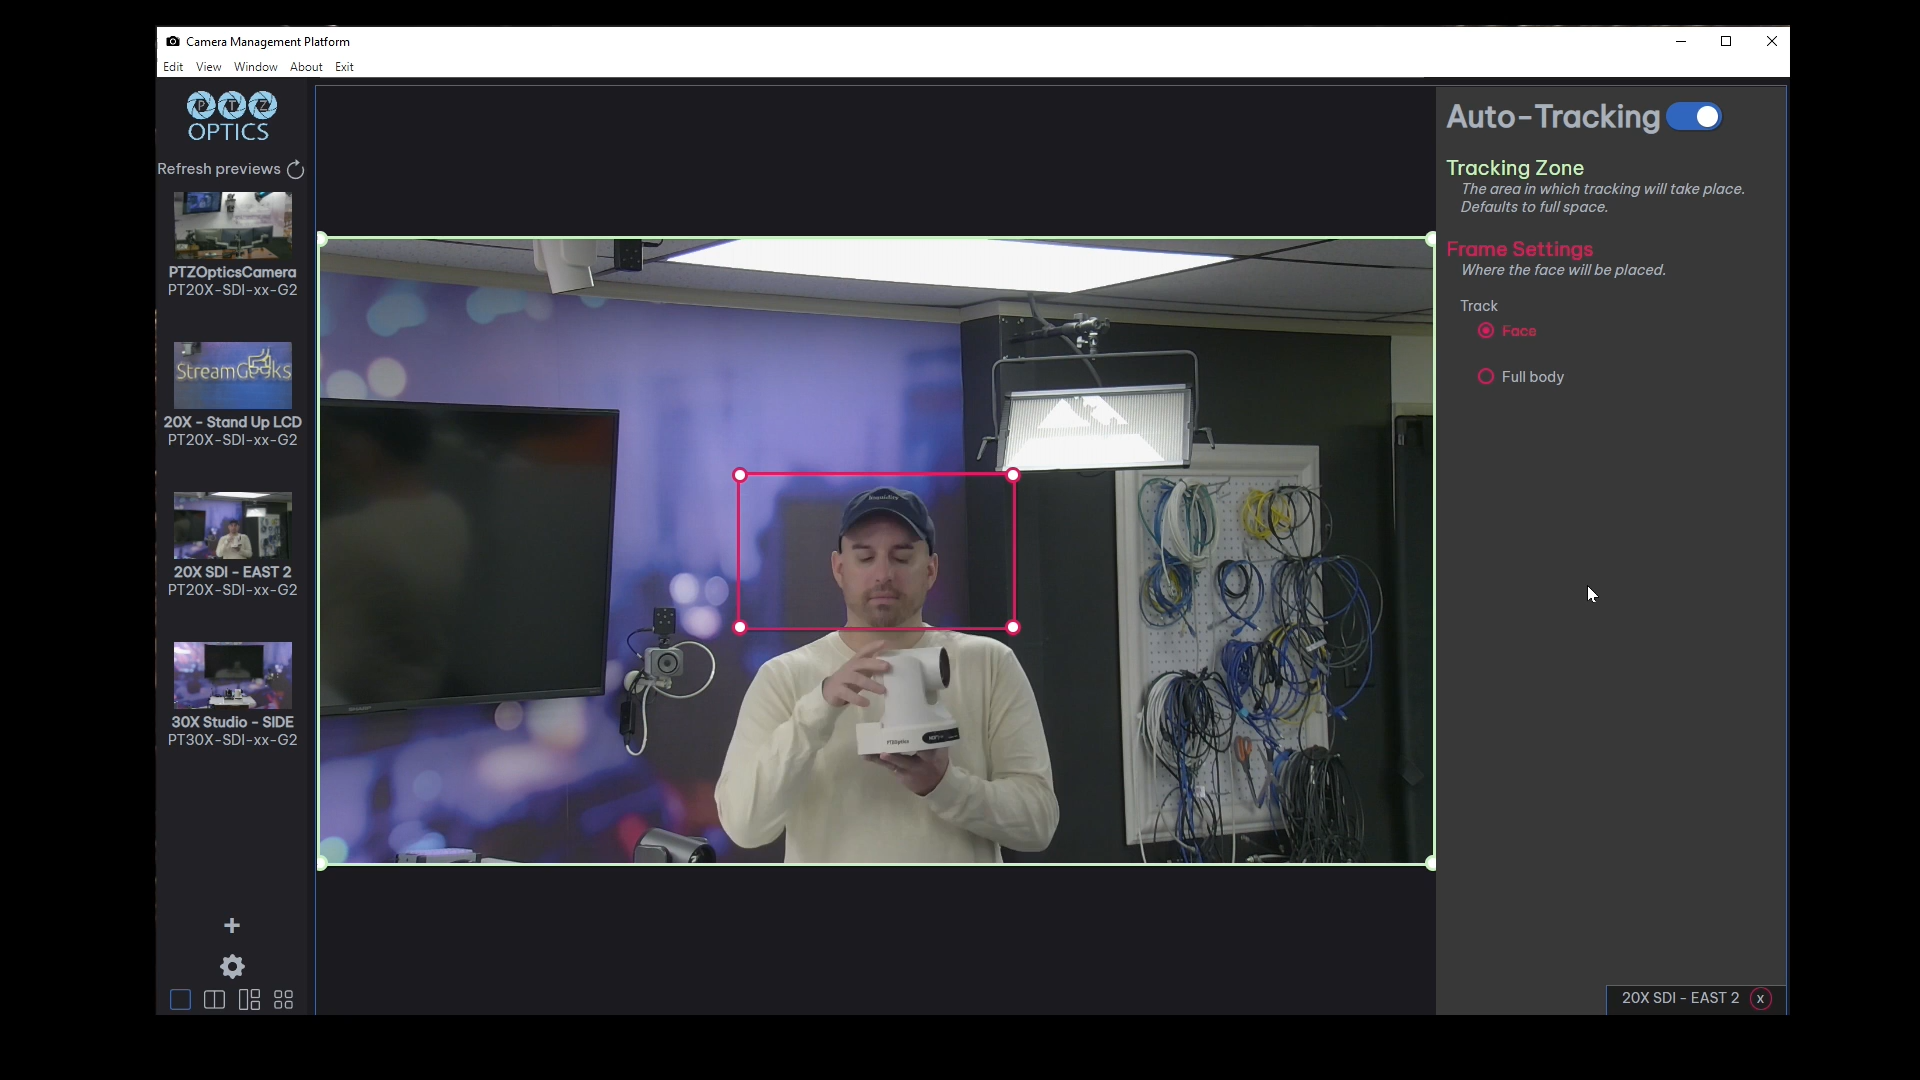 Camera Management Platform
Edit View Window About Exit
PTZ
OPTICS
Refresh previews
PTZOpticsCamera
PT20X-SDI-xx-G2
StreamGeeks
20X - Stand Up LCD
PT20X-SDI-xx-G2
20X SDI - EAST 2
PT20X-SDI-xx-G2
30X Studio - SIDE
PT30X-SDI-xx-G2
PTZOptics
Auto-Tracking
Tracking Zone
The area in which tracking will take place.
Defaults to full space.
Frame Settings
Where the face will be placed.
Track
Face
Full body
20X SDI - EAST 2 x